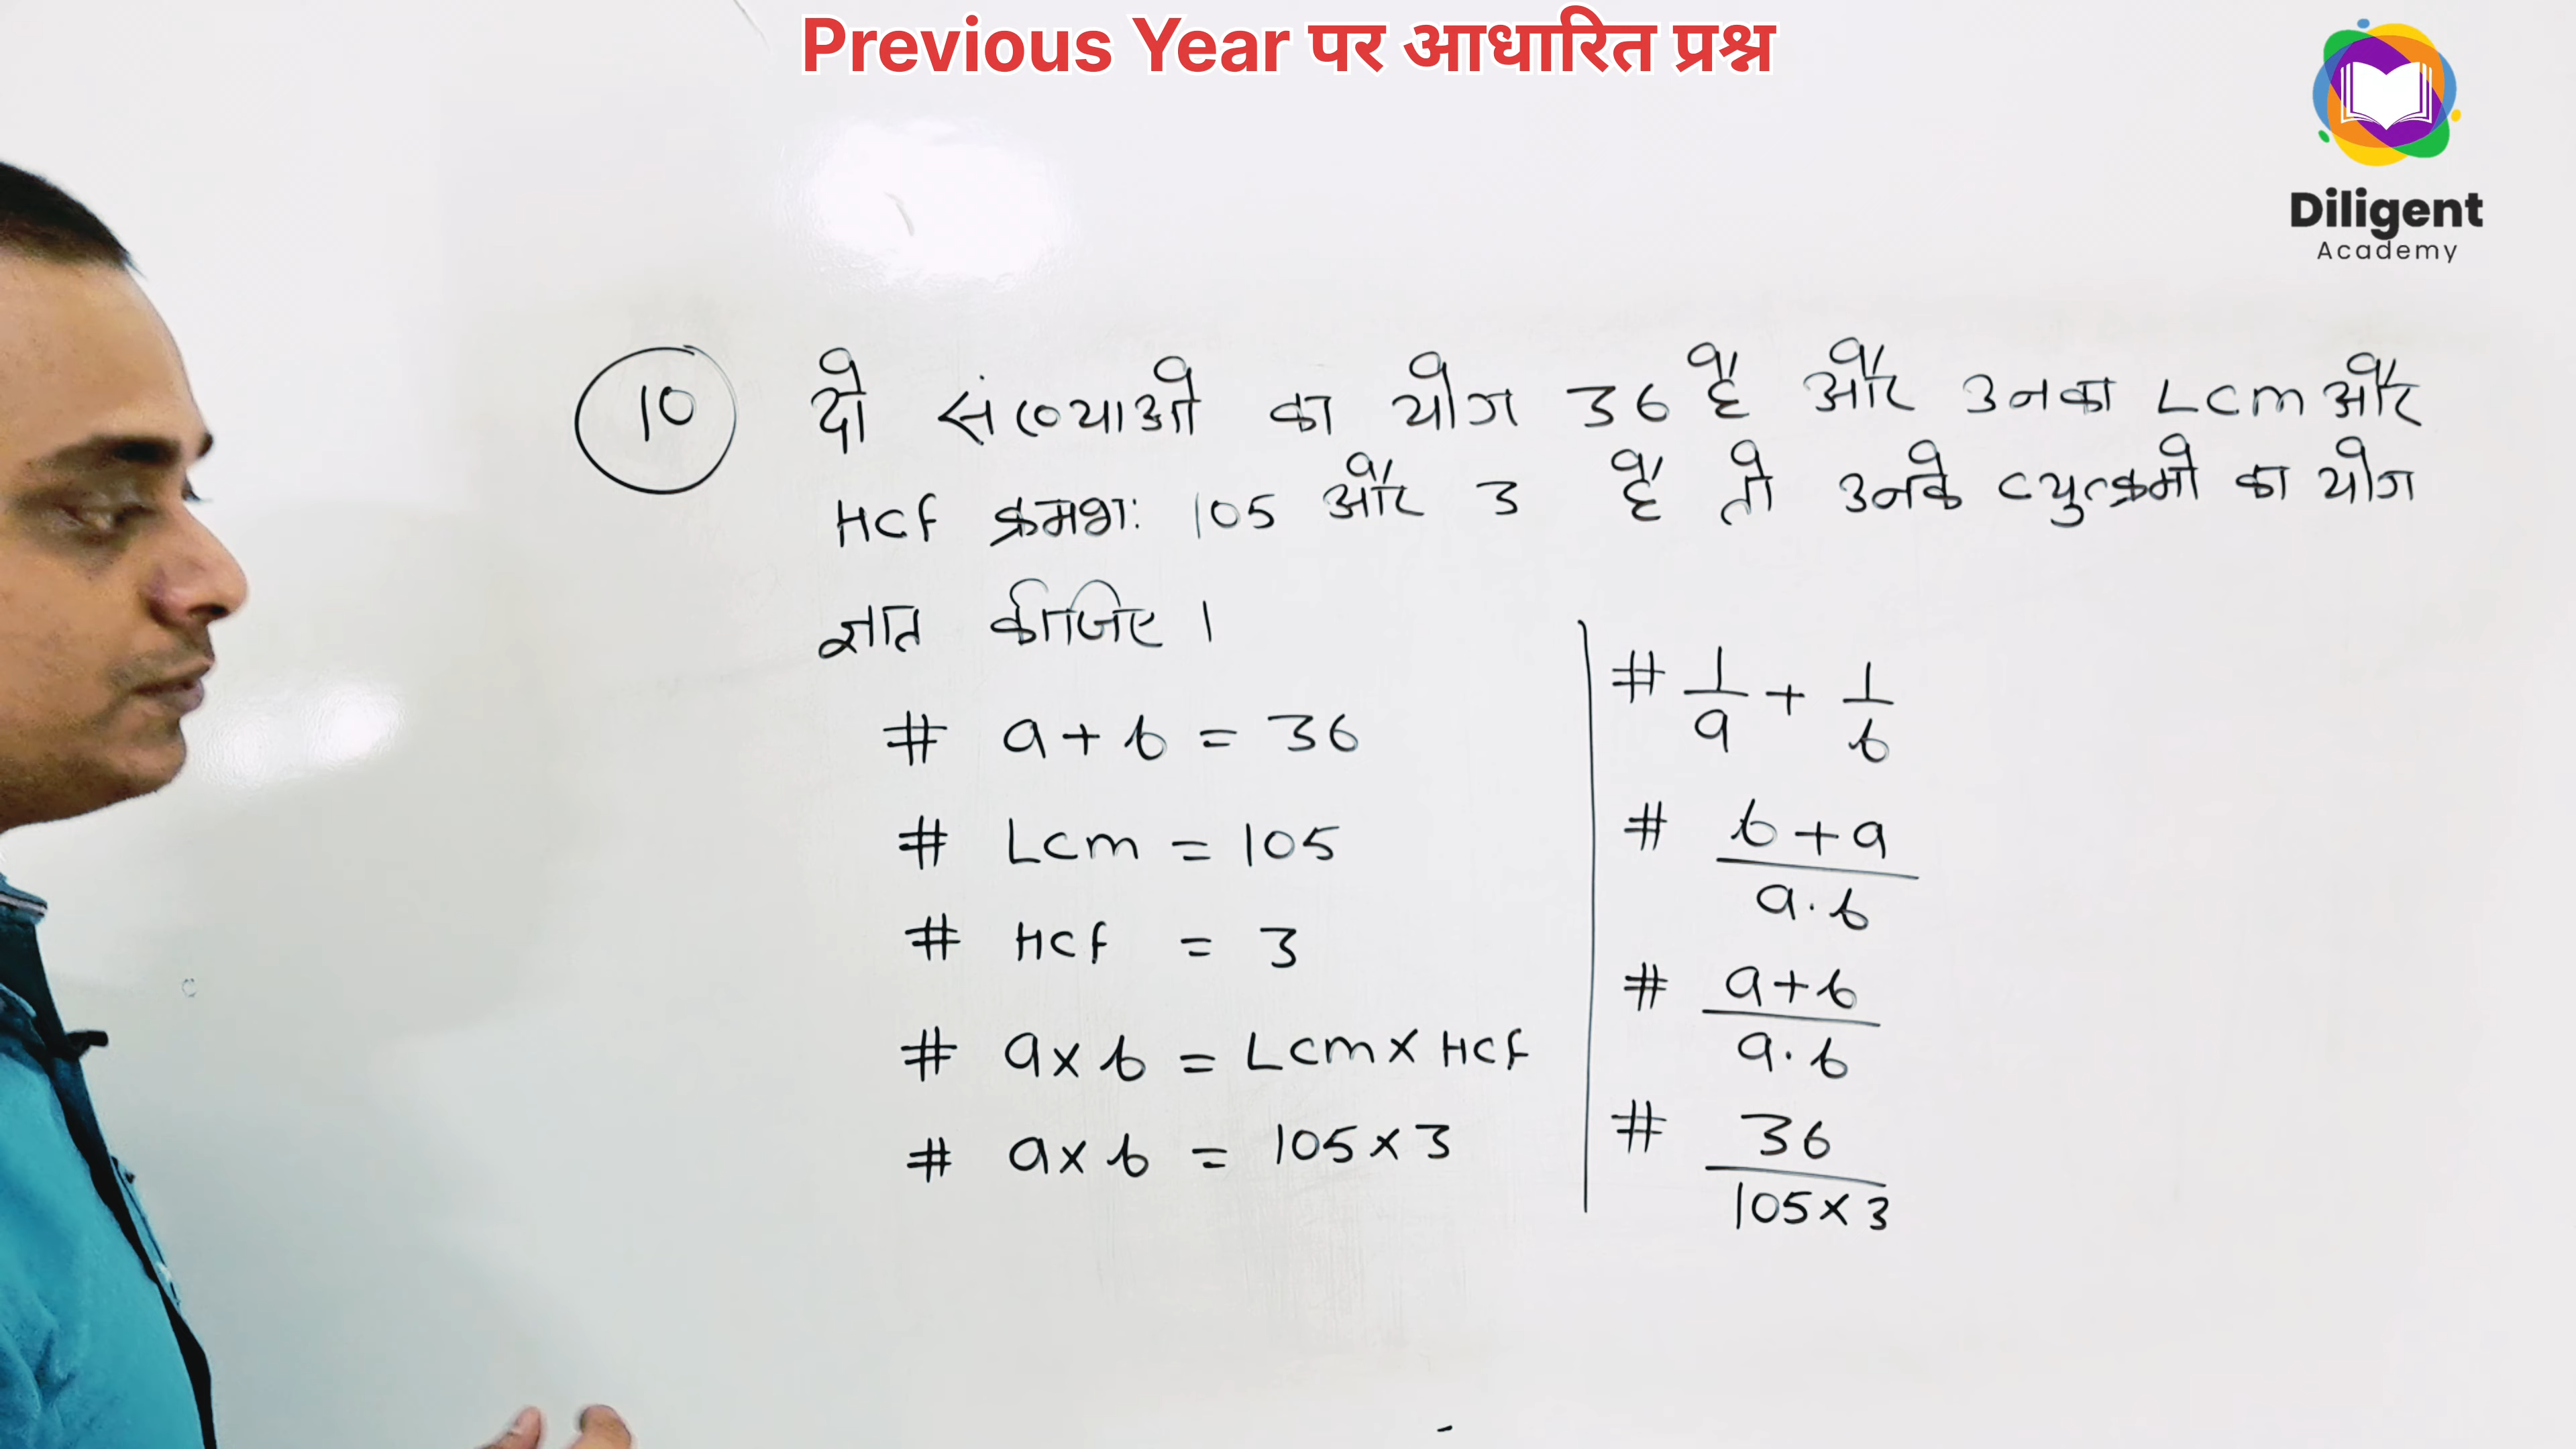 Previous Year पर आधारित प्रश्न
Diligent
Academy
10 दो संख्याओ का योग 36 है और उनका Lcm और
HCf क्रमशः 105 और 3 है तो उनके व्युत्क्रमो का योग
ज्ञात कीजिए ।
# a + b = 36
# Lcm = 105
# HCf = 3
# a x b = Lcm x HCf
# a x b = 105 x 3
# 1/a + 1/b
# b + a / a . b
# a + b / a . b
# 36 / 105 x 3